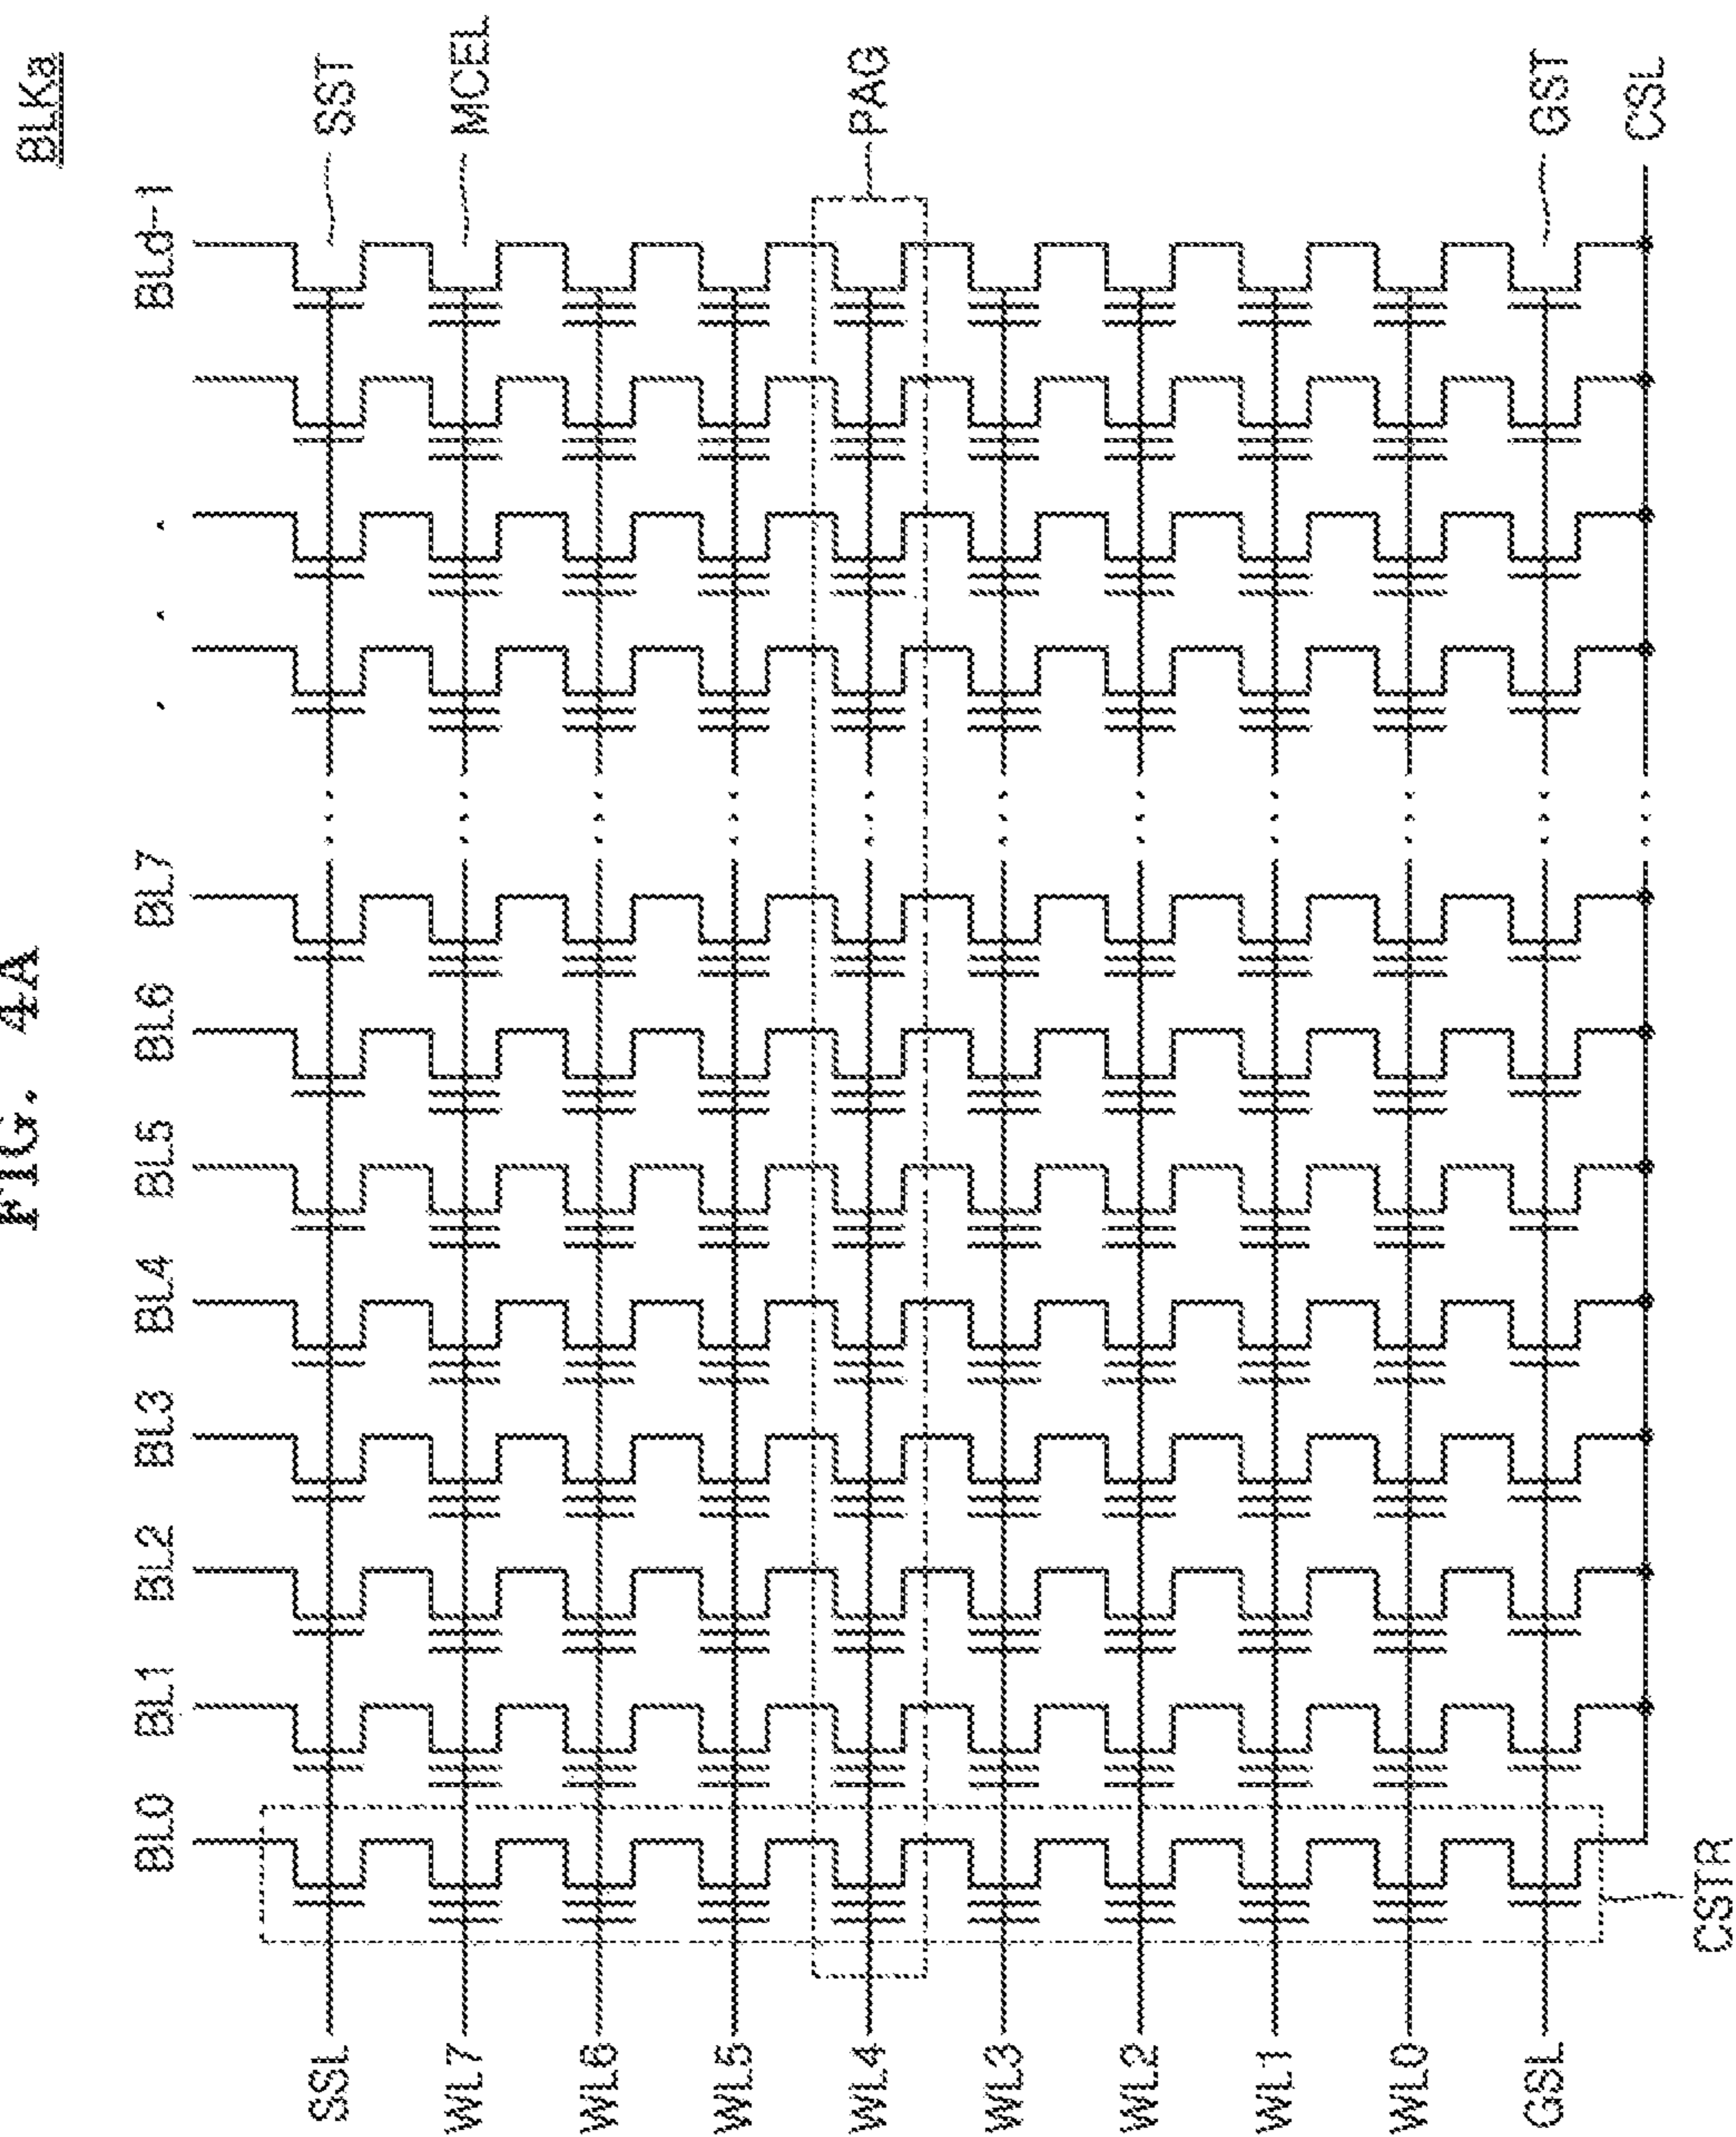 FIG. 4A
BLKa
BL0 BL1 BL2 BL3 BL4 BL5 BL6 BL7 . . . BLd-1
SSL
SST
WL7
MCEL
WL6
WL5
WL4
PAG
WL3
WL2
WL1
WL0
GSL
GST
CSL
CSTR